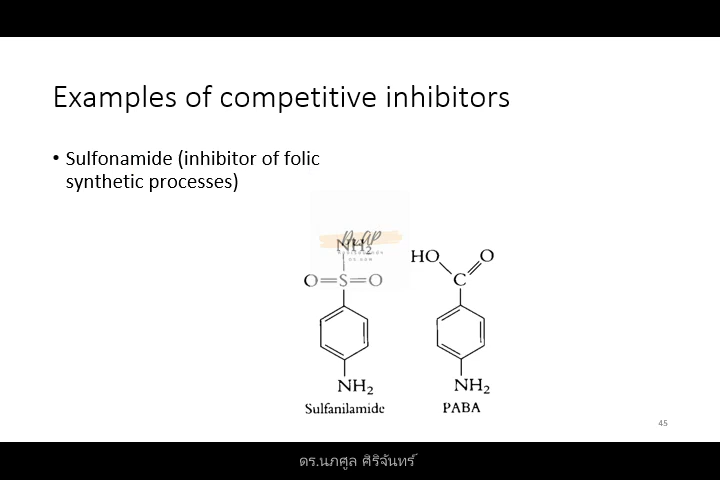 Examples of competitive inhibitors
• Sulfonamide (inhibitor of folic
synthetic processes)
NH₂
O=S=O
NH₂
Sulfanilamide
HO O
C
NH₂
PABA
45
ดร.นภศูล ศิริจันทร์